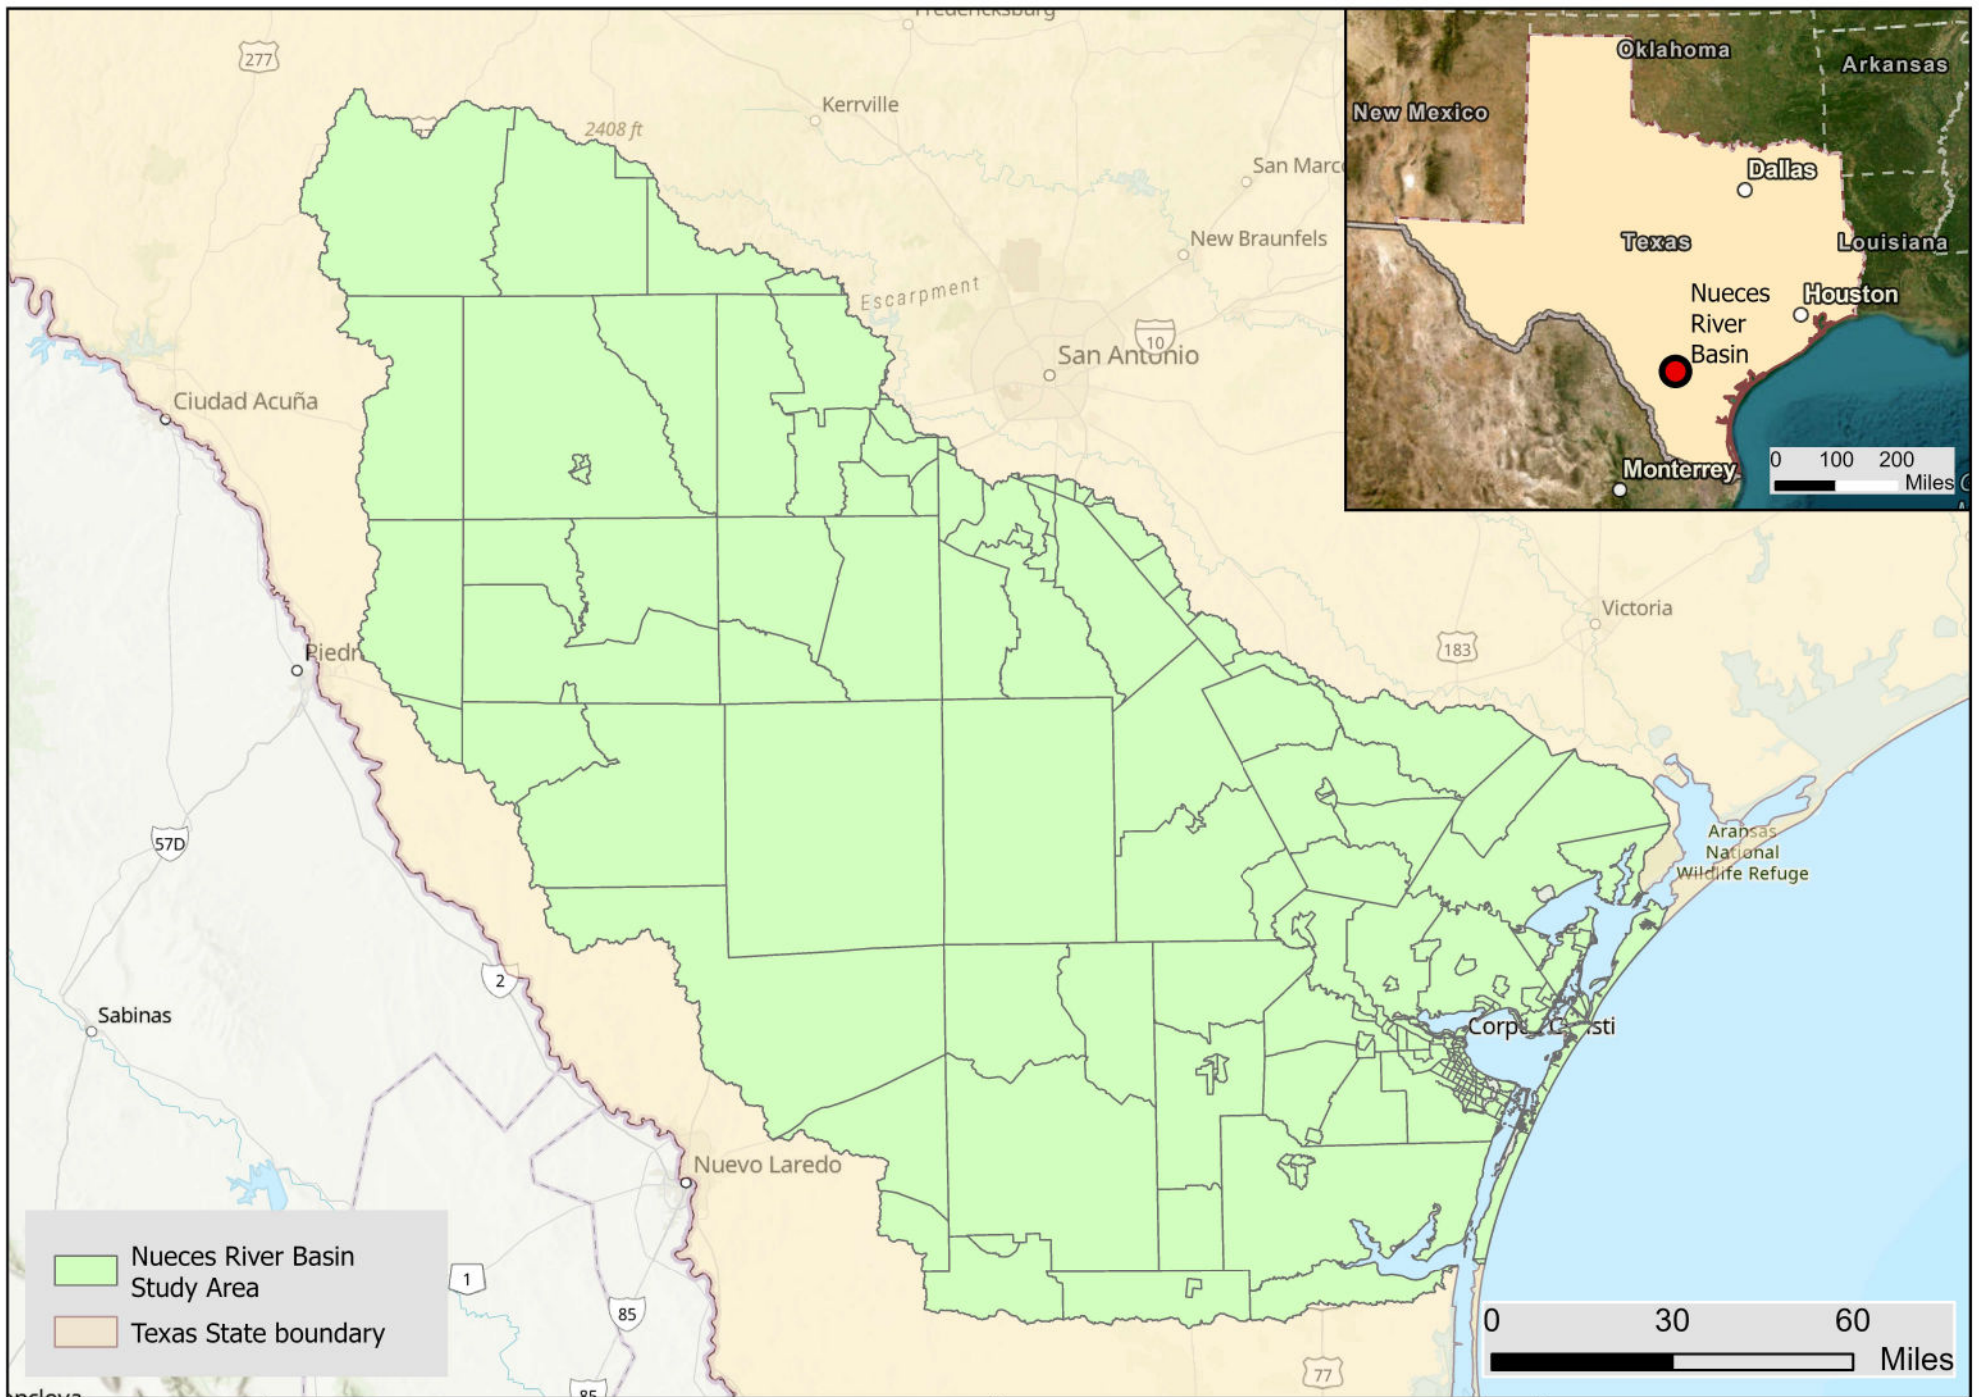 277
Kerrville
2408 ft
San Marc
New Braunfels
Escarpment
10
San Antonio
Ciudad Acuña
Piedr
Victoria
183
57D
2
Sabinas
Aransas
National
Wildlife Refuge
Corp
Nuevo Laredo
1
85
85
77
Oklahoma
Arkansas
New Mexico
Dallas
Texas
Louisiana
Nueces
River
Basin
Houston
Monterrey
0 100 200
Miles
Nueces River Basin
Study Area
Texas State boundary
0 30 60
Miles